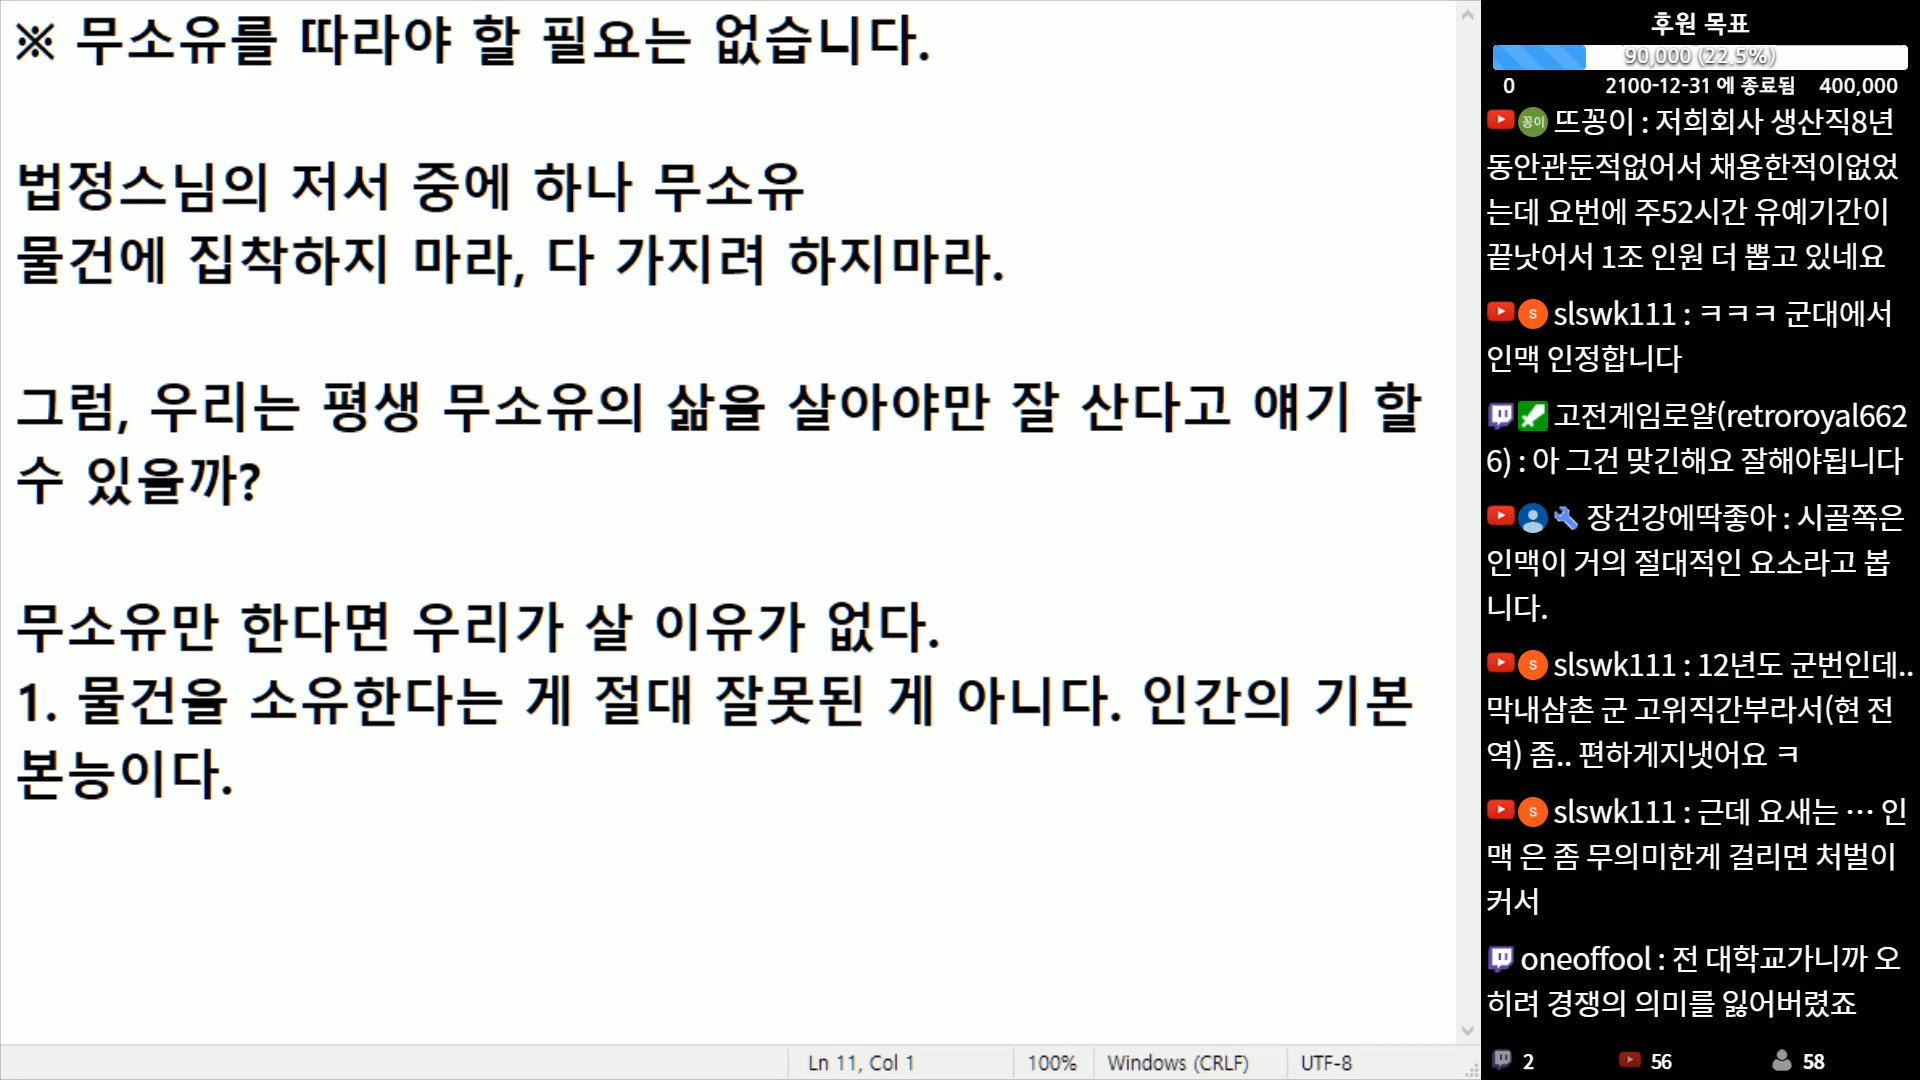 ※ 무소유를 따라야 할 필요는 없습니다.
법정스님의 저서 중에 하나 무소유
물건에 집착하지 마라, 다 가지려 하지마라.
그럼, 우리는 평생 무소유의 삶을 살아야만 잘 산다고 얘기 할
수 있을까?
무소유만 한다면 우리가 살 이유가 없다.
1. 물건을 소유한다는 게 절대 잘못된 게 아니다. 인간의 기본
본능이다.
Ln 11, Col 1
100%
Windows (CRLF)
UTF-8
후원 목표
90,000 (22.5%)
0 2100-12-31 에 종료됨 400,000
꽁이 뜨꽁이 : 저희회사 생산직8년
동안관둔적없어서 채용한적이없었
는데 요번에 주52시간 유예기간이
끝낫어서 1조 인원 더 뽑고 있네요
s slswk111 : ㅋㅋㅋ 군대에서
인맥 인정합니다
고전게임로얄(retroroyal662
6) : 아 그건 맞긴해요 잘해야됩니다
장건강에딱좋아 : 시골쪽은
인맥이 거의 절대적인 요소라고 봅
니다.
s slswk111 : 12년도 군번인데..
막내삼촌 군 고위직간부라서(현 전
역) 좀.. 편하게지냇어요 ㅋ
s slswk111 : 근데 요새는 … 인
맥 은 좀 무의미한게 걸리면 처벌이
커서
oneoffool : 전 대학교가니까 오
히려 경쟁의 의미를 잃어버렸죠
2 56 58